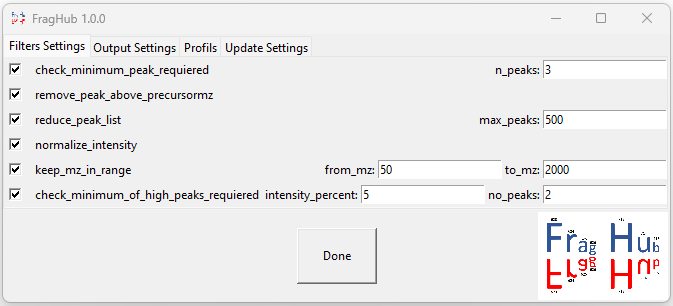 FragHub 1.0.0
Filters Settings Output Settings Profils Update Settings
check_minimum_peak_requiered n_peaks: 3
remove_peak_above_precursormz
reduce_peak_list max_peaks: 500
normalize_intensity
keep_mz_in_range from_mz: 50 to_mz: 2000
check_minimum_of_high_peaks_requiered intensity_percent: 5 no_peaks: 2
Done
Frag Hub